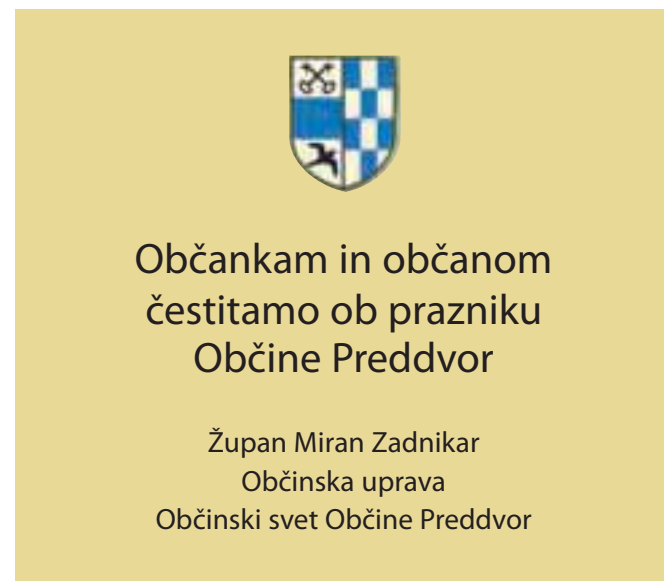 Občankam in občanom
čestitamo ob prazniku
Občine Preddvor
Župan Miran Zadnikar
Občinska uprava
Občinski svet Občine Preddvor